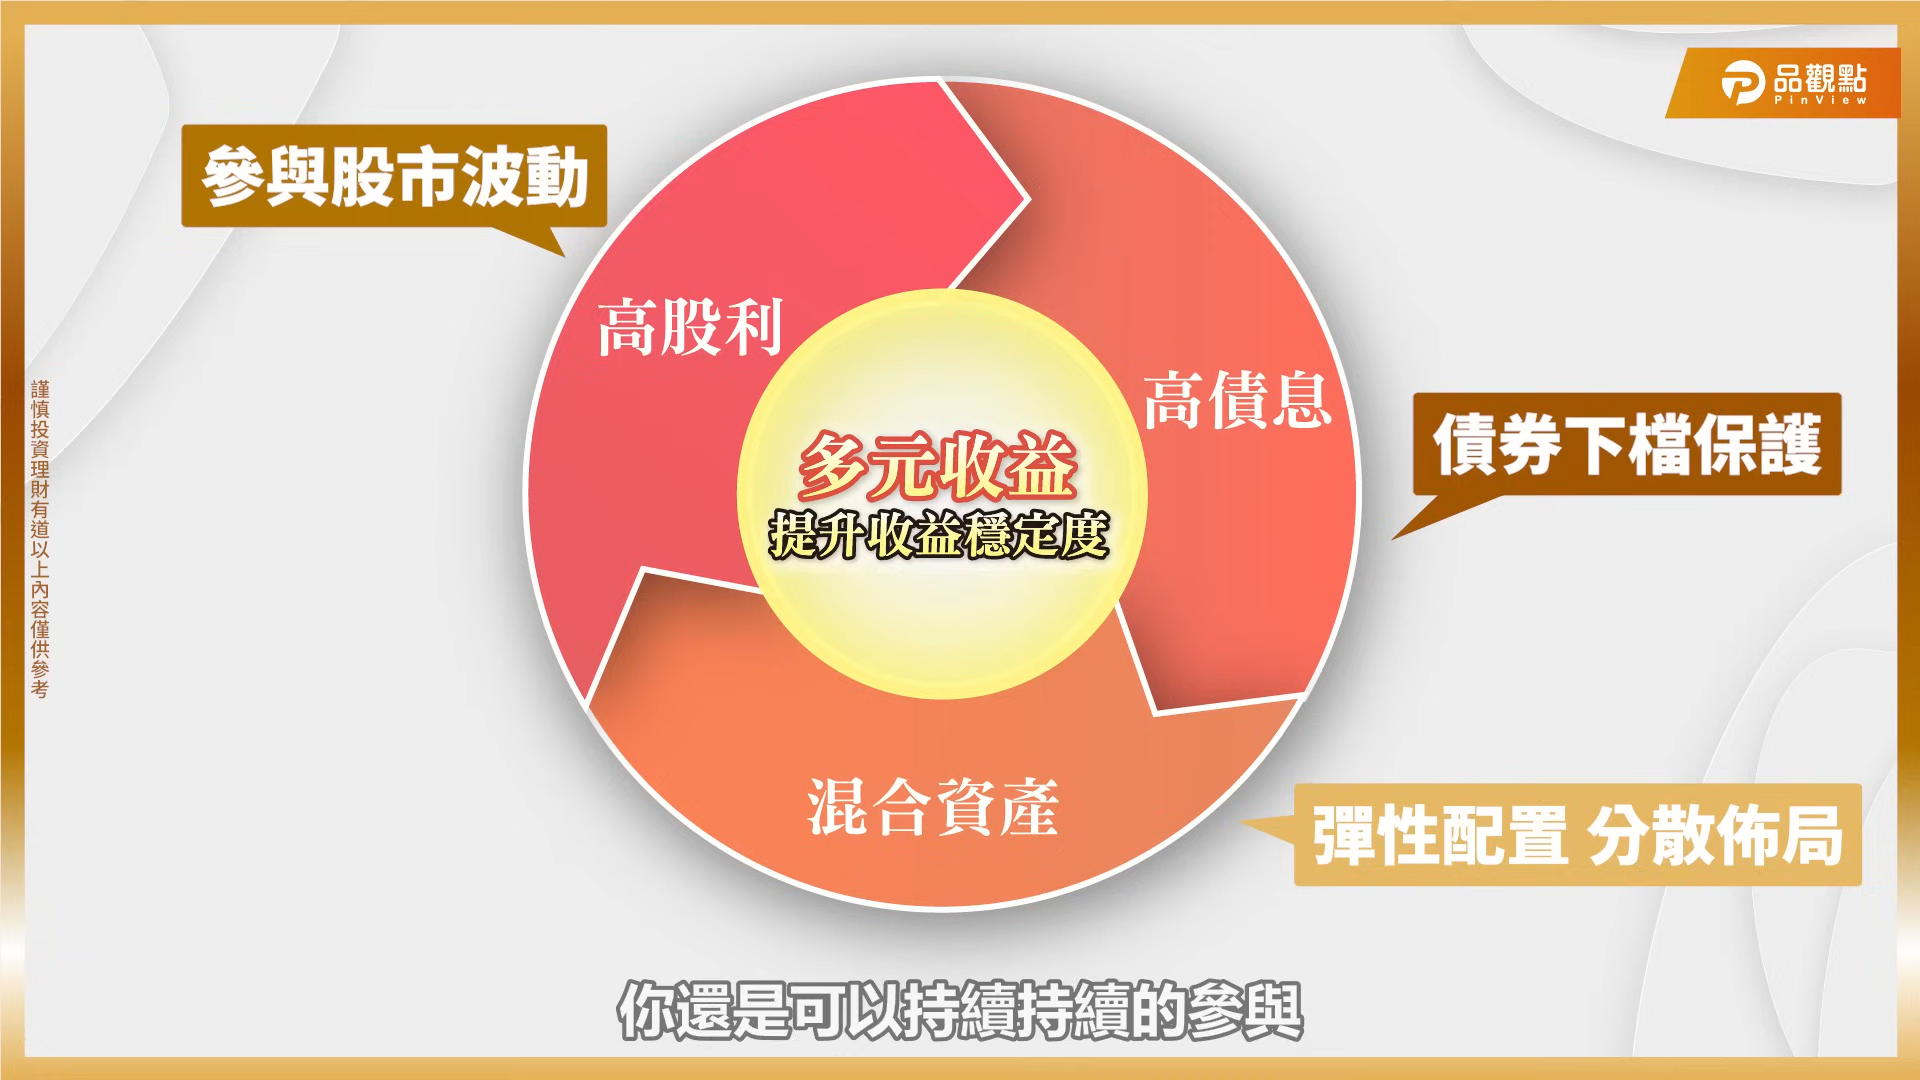 品觀點
PinView
參與股市波動
高股利
高債息
債券下檔保護
多元收益
提升收益穩定度
混合資產
彈性配置 分散佈局
謹慎投資理財有道以上內容僅供參考
你還是可以持續持續的參與